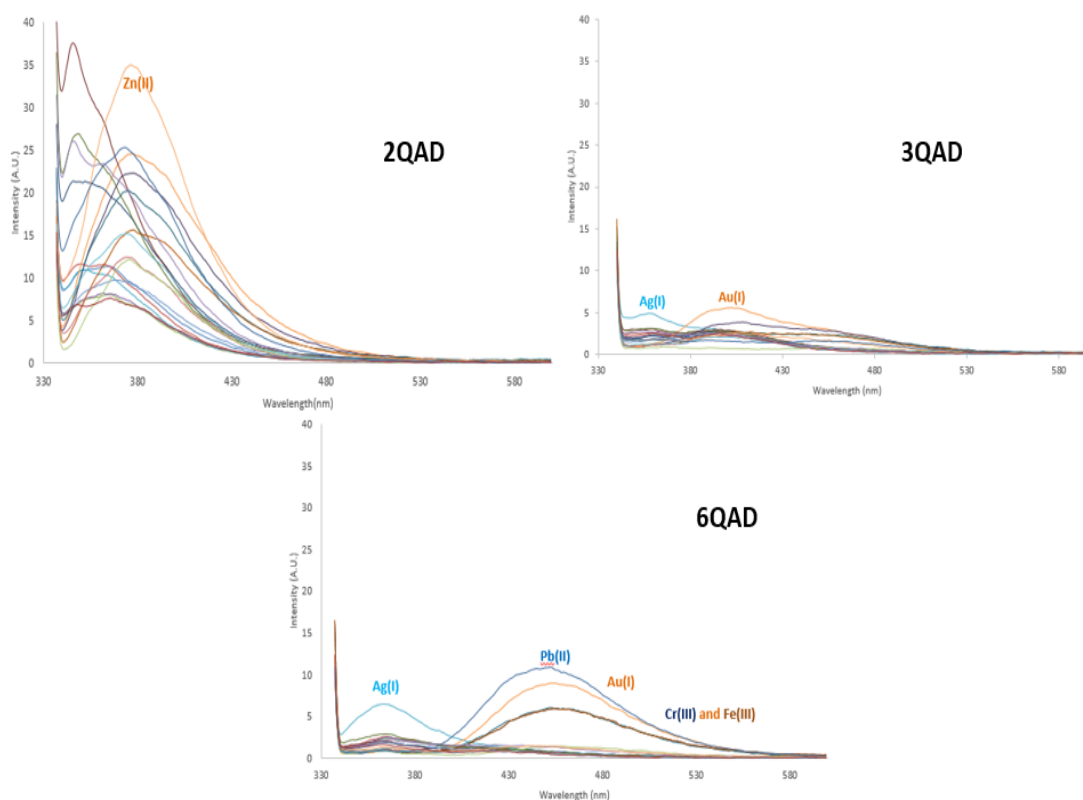 40
35
30
25
20
15
10
5
0
Intensity (A.U.)
Zn(II)
2QAD
330 380 430 480 530 580
Wavelength(nm)
40
35
30
25
20
15
10
5
0
Intensity (A.U.)
3QAD
Ag(I) Au(I)
330 380 430 480 530 580
Wavelength (nm)
40
35
30
25
20
15
10
5
0
Intensity (A.U.)
6QAD
Pb(II)
Ag(I) Au(I)
Cr(III) and Fe(III)
330 380 430 480 530 580
Wavelength (nm)